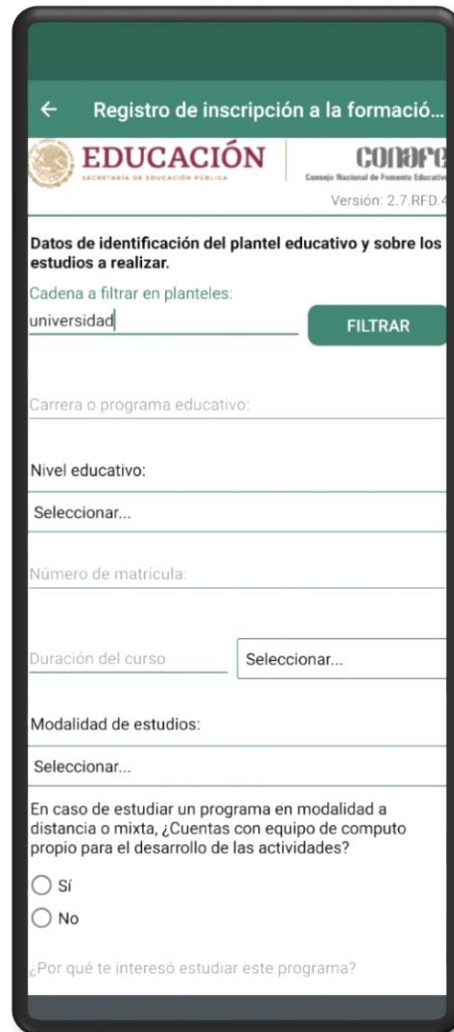 Registro de inscripción a la formació...
EDUCACIÓN
SECRETARÍA DE EDUCACIÓN PÚBLICA
CONAFE
Consejo Nacional de Fomento Educativo
Versión: 2.7.RFD.4
Datos de identificación del plantel educativo y sobre los
estudios a realizar.
Cadena a filtrar en planteles:
universidad
FILTRAR
Carrera o programa educativo:
Nivel educativo:
Seleccionar...
Número de matrícula:
Duración del curso
Seleccionar...
Modalidad de estudios:
Seleccionar...
En caso de estudiar un programa en modalidad a
distancia o mixta, ¿Cuentas con equipo de computo
propio para el desarrollo de las actividades?
Sí
No
¿Por qué te interesó estudiar este programa?